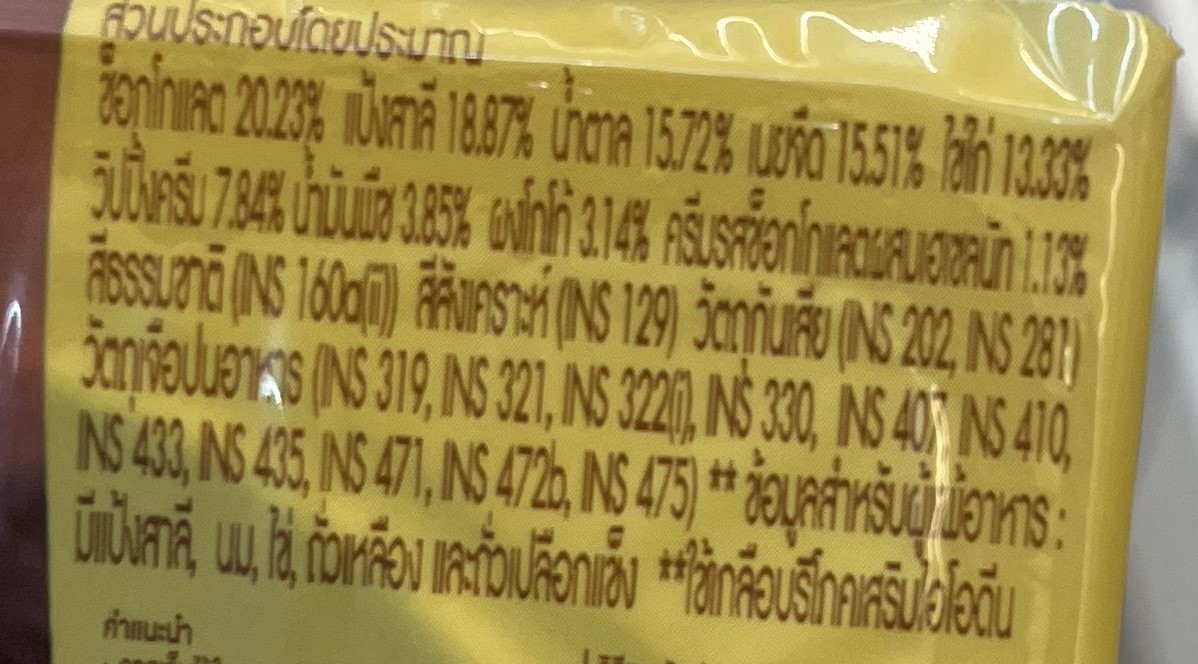 ส่วนประกอบโดยประมาณ
ช็อกโกแลต 20.23% แป้งสาลี 18.87% น้ำตาล 15.72% เนยจืด 15.51% ไข่ไก่ 13.33%
วิปปิ้งครีม 7.84% น้ำมันพืช 3.85% ผงโกโก้ 3.14% ครีมรสช็อกโกแลตผสมเฮเซลนัท 1.13%
สีธรรมชาติ (INS 160a(ii)) สีสังเคราะห์ (INS 129) วัตถุกันเสีย (INS 202, INS 281)
วัตถุเจือปนอาหาร (INS 319, INS 321, INS 322(i), INS 330, INS 407, INS 410,
INS 433, INS 435, INS 471, INS 472b, INS 475) ** ข้อมูลสำหรับผู้แพ้อาหาร :
มีแป้งสาลี, นม, ไข่, ถั่วเหลือง และถั่วเปลือกแข็ง **ใช้เกลือบริโภคเสริมไอโอดีน
คำแนะนำ